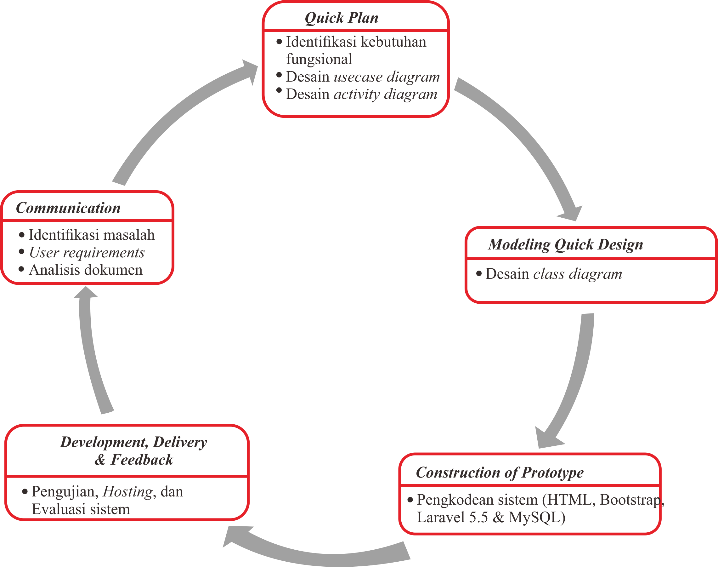 Quick Plan
• Identifikasi kebutuhan
fungsional
• Desain usecase diagram
• Desain activity diagram
Communication
• Identifikasi masalah
• User requirements
• Analisis dokumen
Modeling Quick Design
• Desain class diagram
Development, Delivery
& Feedback
• Pengujian, Hosting, dan
Evaluasi sistem
Construction of Prototype
• Pengkodean sistem (HTML, Bootstrap,
Laravel 5.5 & MySQL)